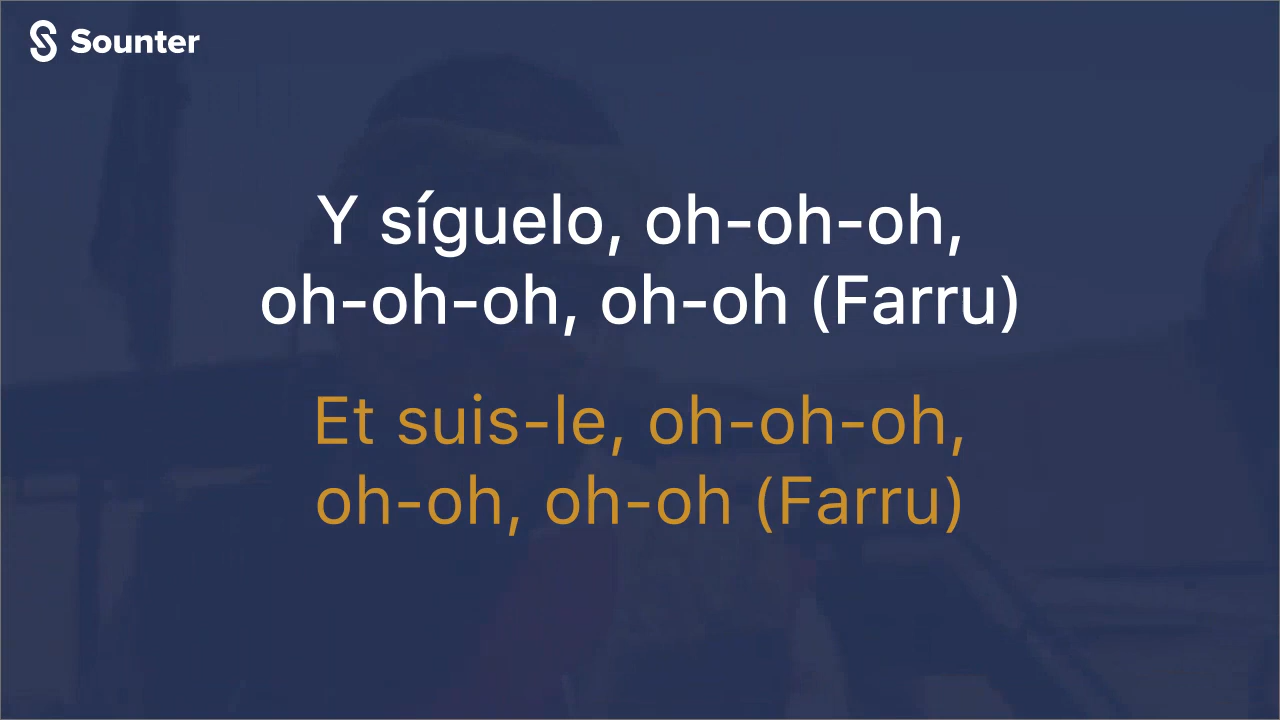 Sounter
Y síguelo, oh-oh-oh,
oh-oh-oh, oh-oh (Farru)
Et suis-le, oh-oh-oh,
oh-oh, oh-oh (Farru)